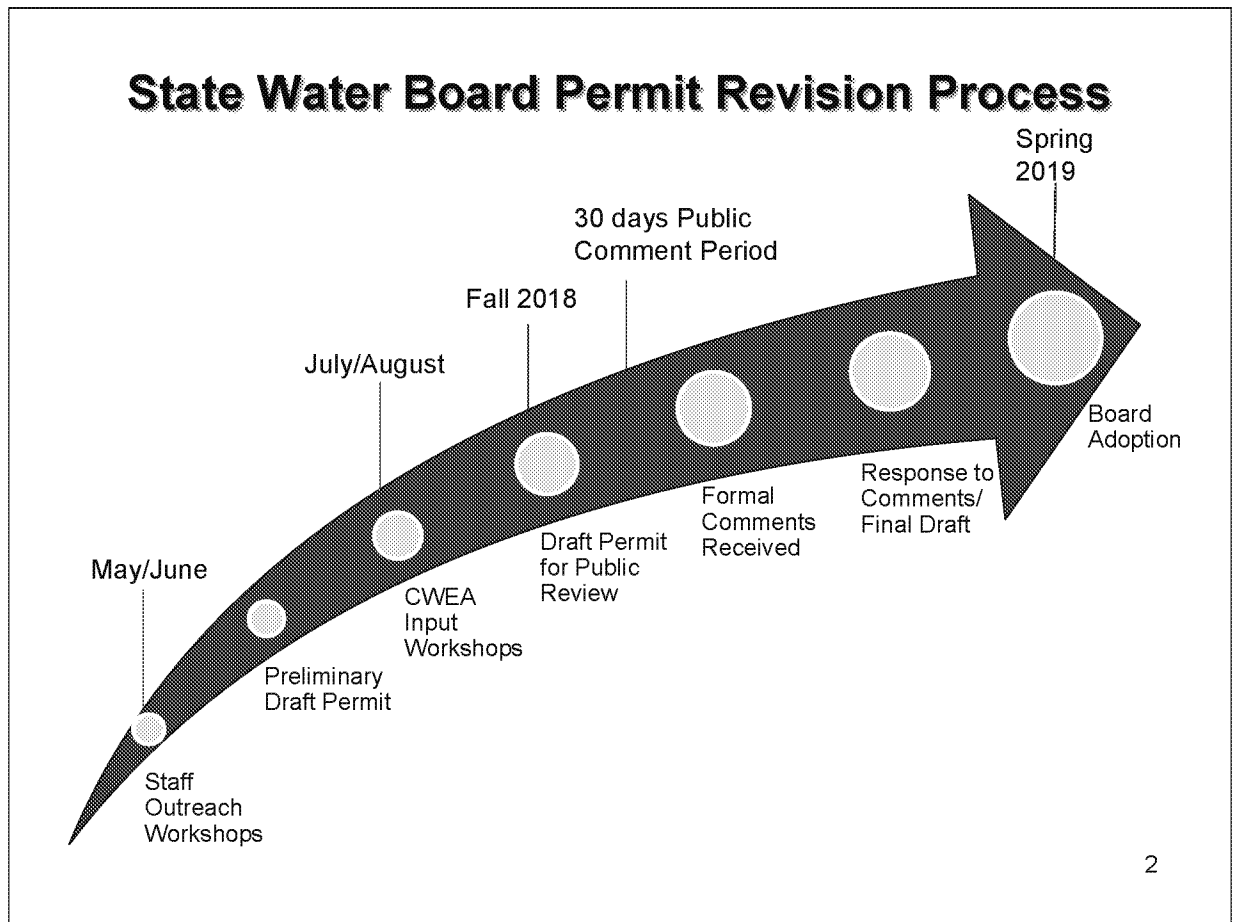 State Water Board Permit Revision Process
Spring
2019
30 days Public
Comment Period
Fall 2018
July/August
May/June
Staff
Outreach
Workshops
Preliminary
Draft Permit
CWEA
Input
Workshops
Draft Permit
for Public
Review
Formal
Comments
Received
Response to
Comments/
Final Draft
Board
Adoption
2